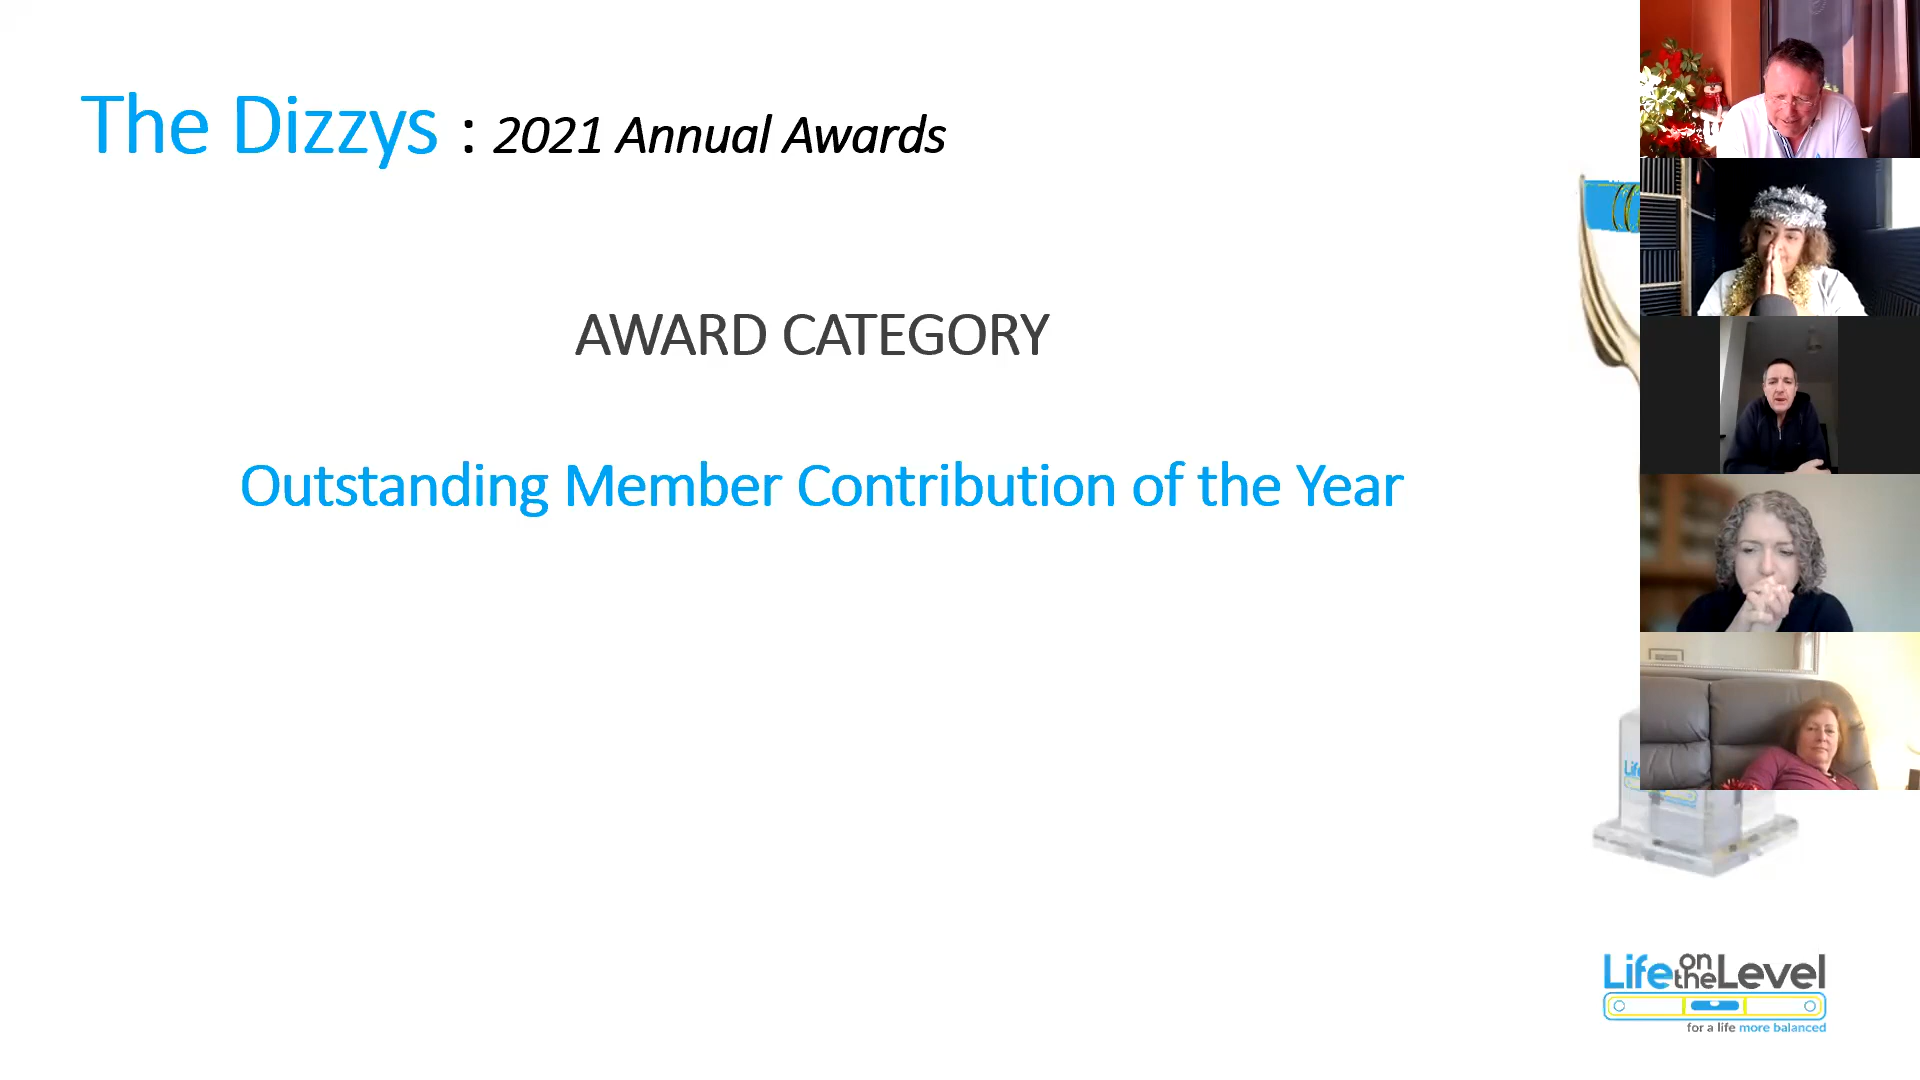 The Dizzys : 2021 Annual Awards
AWARD CATEGORY
Outstanding Member Contribution of the Year
Life on the Level
for a life more balanced